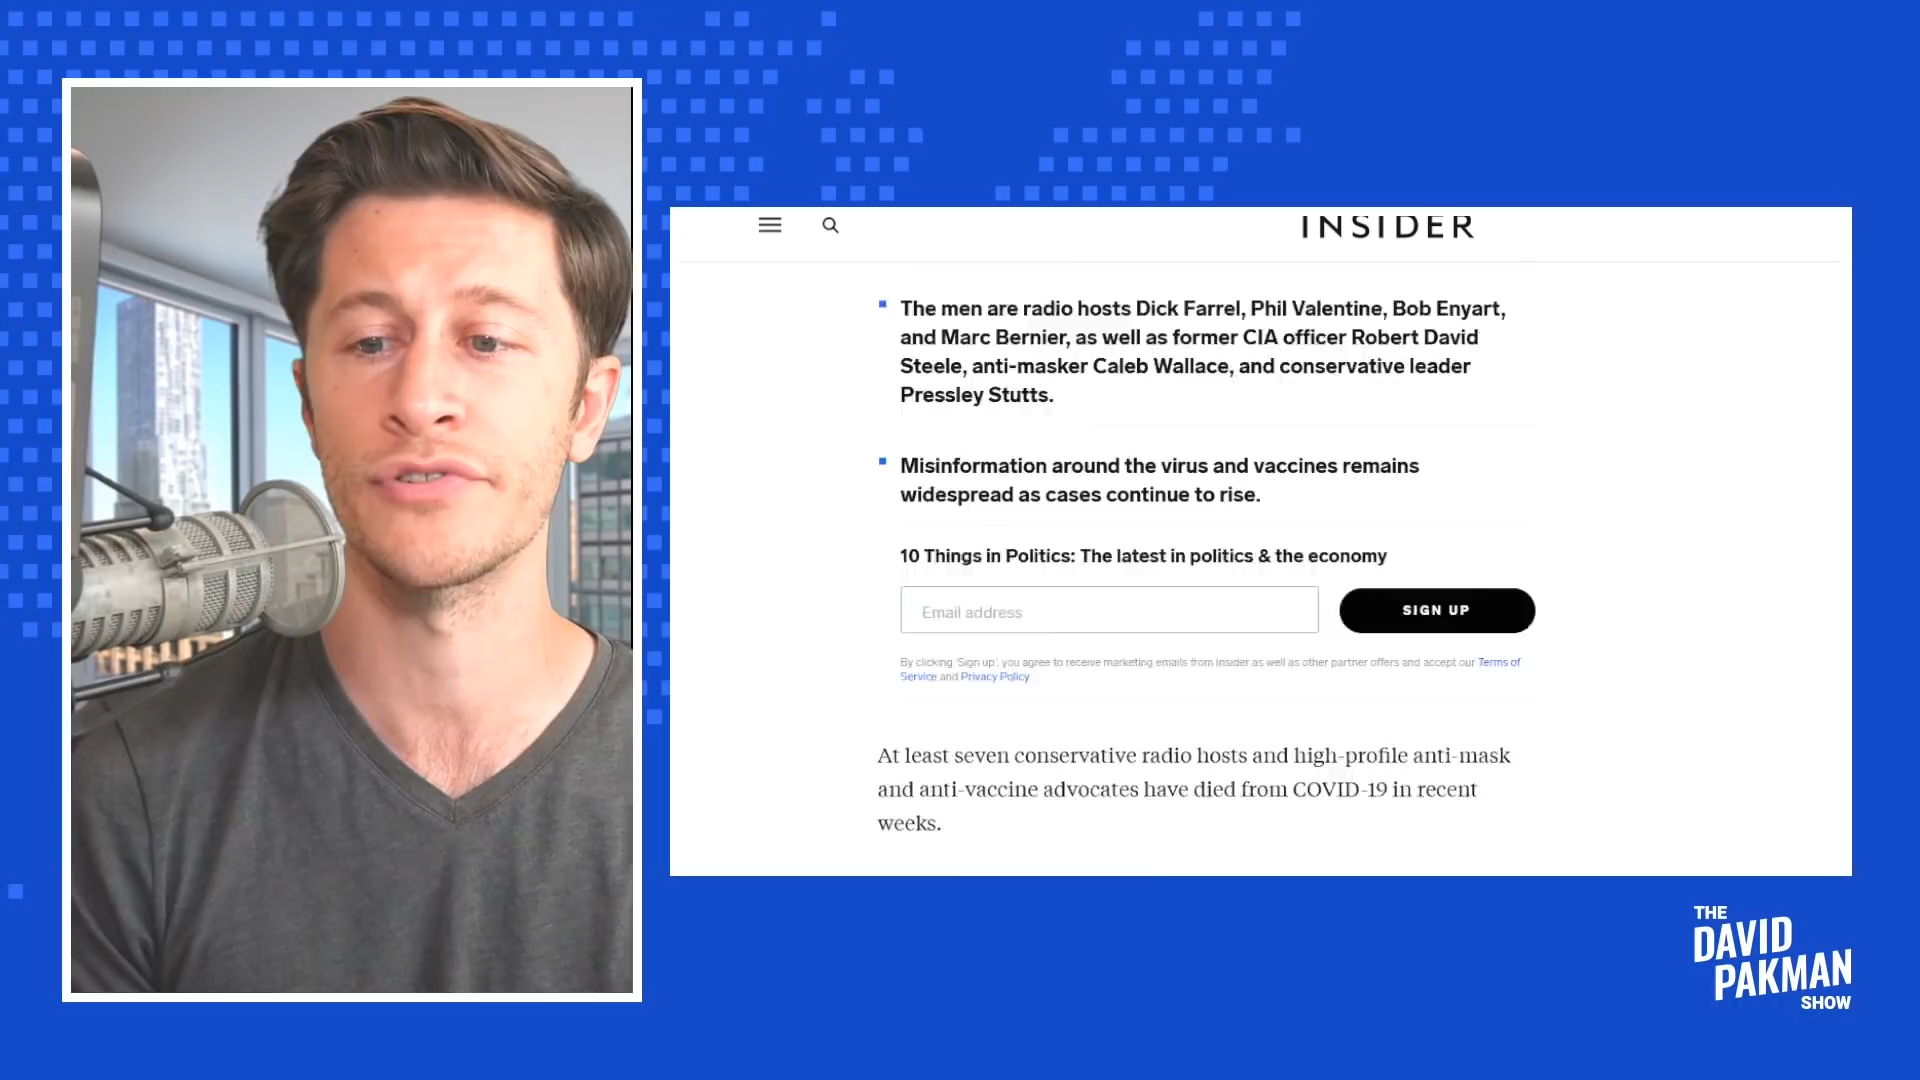 INSIDER
The men are radio hosts Dick Farrel, Phil Valentine, Bob Enyart,
and Marc Bernier, as well as former CIA officer Robert David
Steele, anti-masker Caleb Wallace, and conservative leader
Pressley Stutts.
Misinformation around the virus and vaccines remains
widespread as cases continue to rise.
10 Things in Politics: The latest in politics & the economy
Email address
SIGN UP
By clicking 'Sign up', you agree to receive marketing emails from Insider as well as other partner offers and accept our Terms of
Service and Privacy Policy
At least seven conservative radio hosts and high-profile anti-mask
and anti-vaccine advocates have died from COVID-19 in recent
weeks.
THE
DAVID
PAKMAN
SHOW